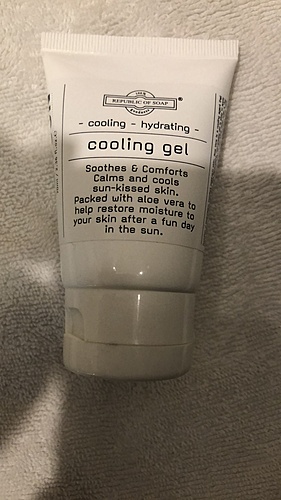 REPUBLIC OF SOAP
- cooling - hydrating -
cooling gel
Soothes & Comforts
Calms and cools
sun-kissed skin.
Packed with aloe vera to
help restore moisture to
your skin after a fun day
in the sun.